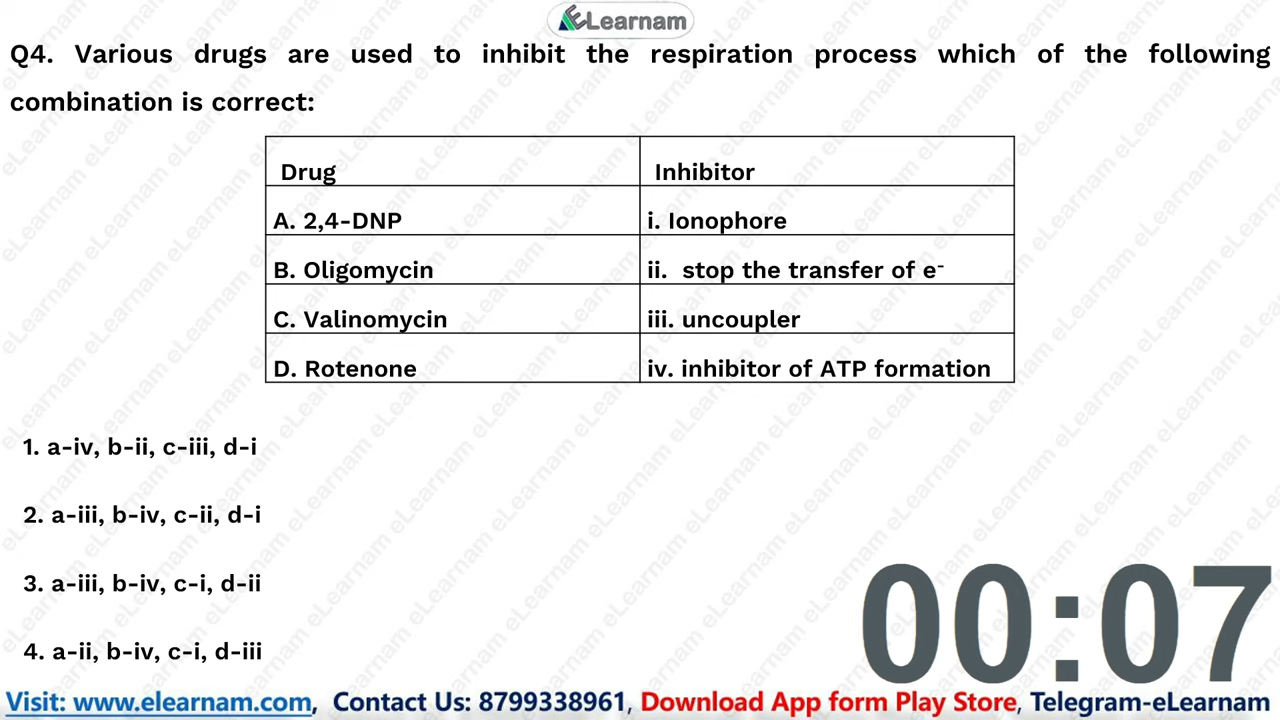 eLearnam
Q4. Various drugs are used to inhibit the respiration process which of the following
combination is correct:
Drug Inhibitor
A. 2,4-DNP i. Ionophore
B. Oligomycin ii. stop the transfer of e⁻
C. Valinomycin iii. uncoupler
D. Rotenone iv. inhibitor of ATP formation
1. a-iv, b-ii, c-iii, d-i
2. a-iii, b-iv, c-ii, d-i
3. a-iii, b-iv, c-i, d-ii
4. a-ii, b-iv, c-i, d-iii
00:07
Visit: www.elearnam.com, Contact Us: 8799338961, Download App form Play Store, Telegram-eLearnam